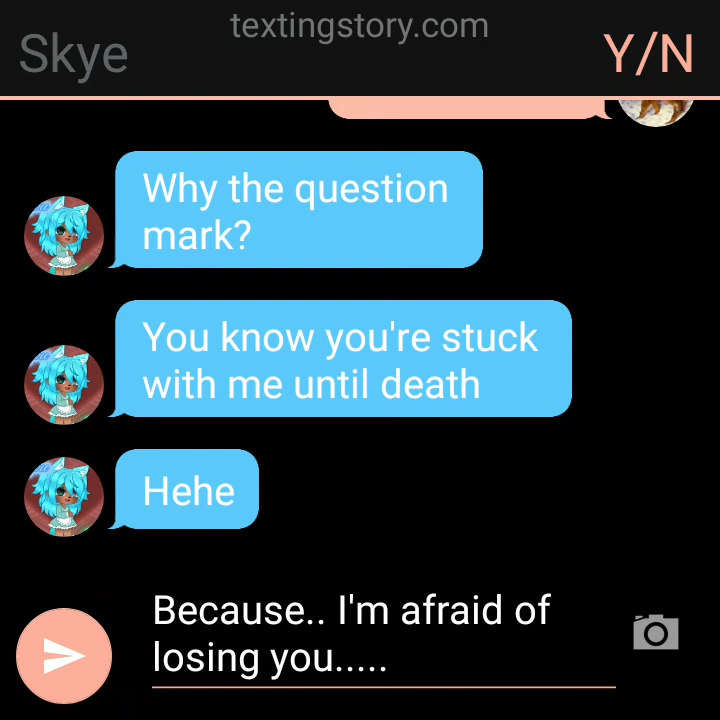 textingstory.com
Skye
Y/N
Why the question
mark?
You know you're stuck
with me until death
Hehe
Because.. I'm afraid of
losing you.....